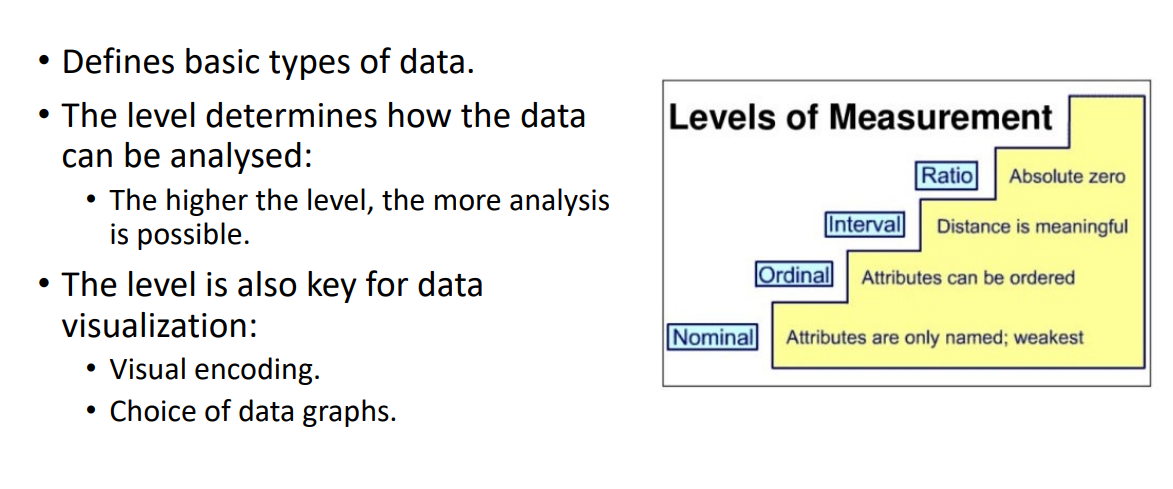 • Defines basic types of data.
• The level determines how the data
can be analysed:
• The higher the level, the more analysis
is possible.
• The level is also key for data
visualization:
• Visual encoding.
• Choice of data graphs.
Levels of Measurement
Ratio Absolute zero
Interval Distance is meaningful
Ordinal Attributes can be ordered
Nominal Attributes are only named; weakest